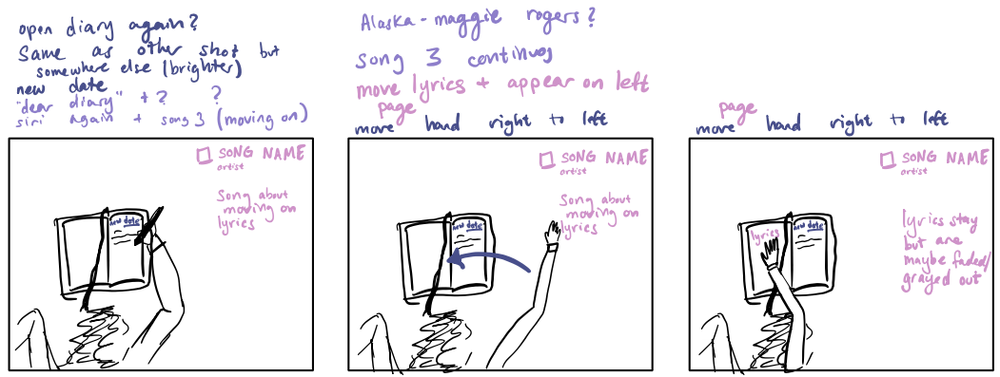 open diary again?
Same as other shot but
somewhere else (brighter)
new date
"dear diary" + ? ?
siri again + song 3 (moving on)
SONG NAME
artist
Song about
moving on
lyrics
new date
Alaska - maggie rogers?
song 3 continues
move lyrics + appear on left
page
move hand right to left
SONG NAME
artist
Song about
moving on
lyrics
new date
page
move hand right to left
SONG NAME
artist
lyrics
new date
lyrics stay
but are
maybe faded/
grayed out